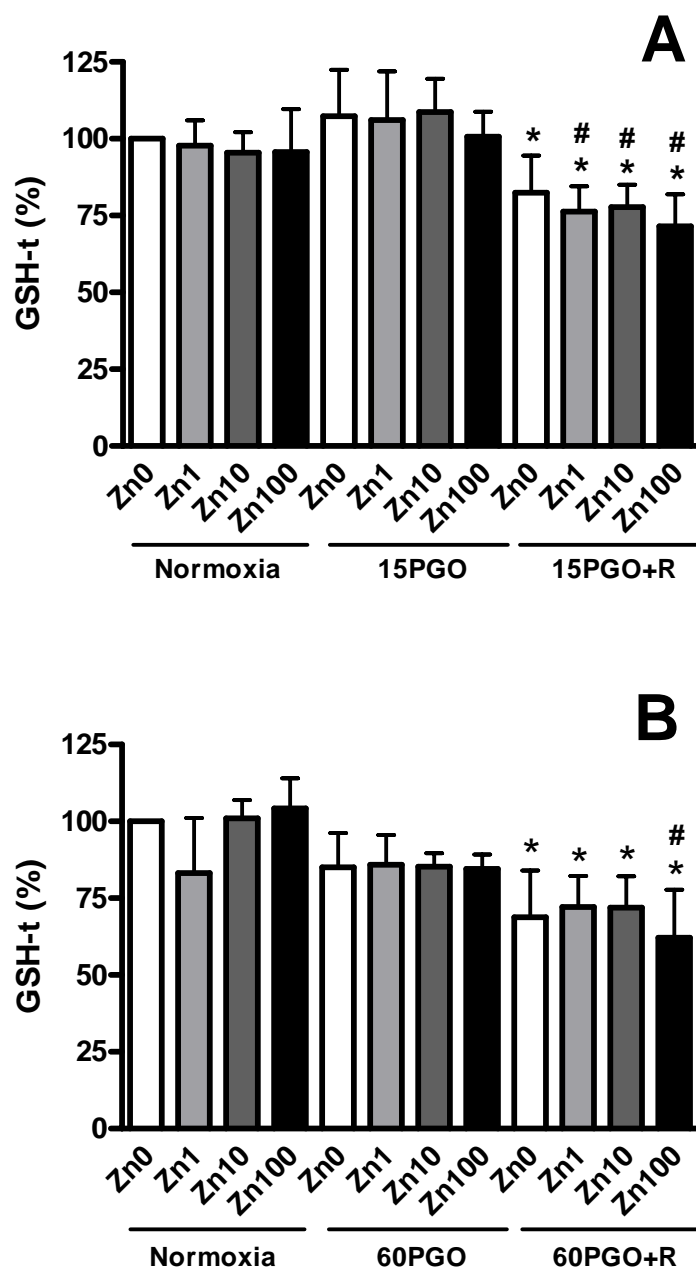 A
125
100
75
50
25
0
GSH-t (%)
* # # #
* * *
Zn0 Zn1 Zn10 Zn100 Zn0 Zn1 Zn10 Zn100 Zn0 Zn1 Zn10 Zn100
Normoxia 15PGO 15PGO+R
B
125
100
75
50
25
0
GSH-t (%)
#
* * * *
Zn0 Zn1 Zn10 Zn100 Zn0 Zn1 Zn10 Zn100 Zn0 Zn1 Zn10 Zn100
Normoxia 60PGO 60PGO+R